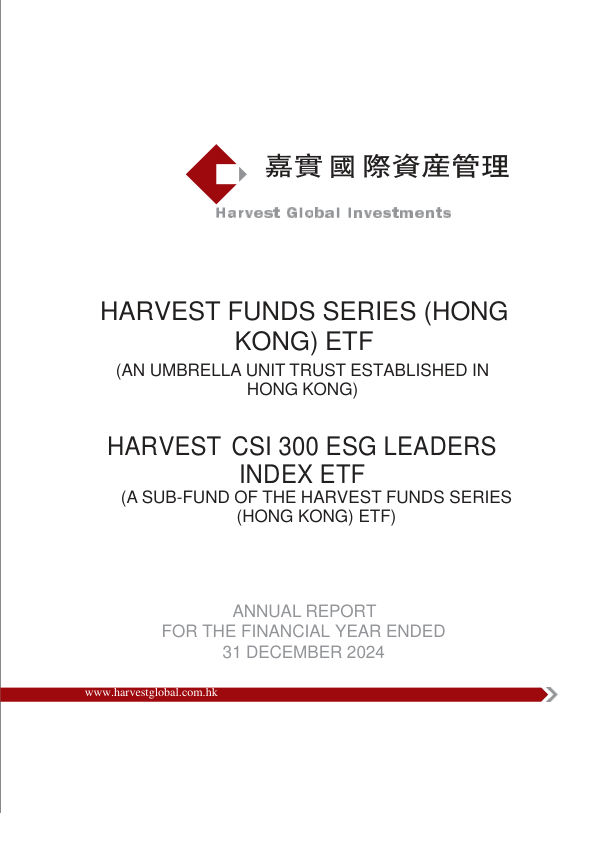 嘉實國際資產管理
Harvest Global Investments
HARVEST FUNDS SERIES (HONG
KONG) ETF
(AN UMBRELLA UNIT TRUST ESTABLISHED IN
HONG KONG)
HARVEST CSI 300 ESG LEADERS
INDEX ETF
(A SUB-FUND OF THE HARVEST FUNDS SERIES
(HONG KONG) ETF)
ANNUAL REPORT
FOR THE FINANCIAL YEAR ENDED
31 DECEMBER 2024
www.harvestglobal.com.hk